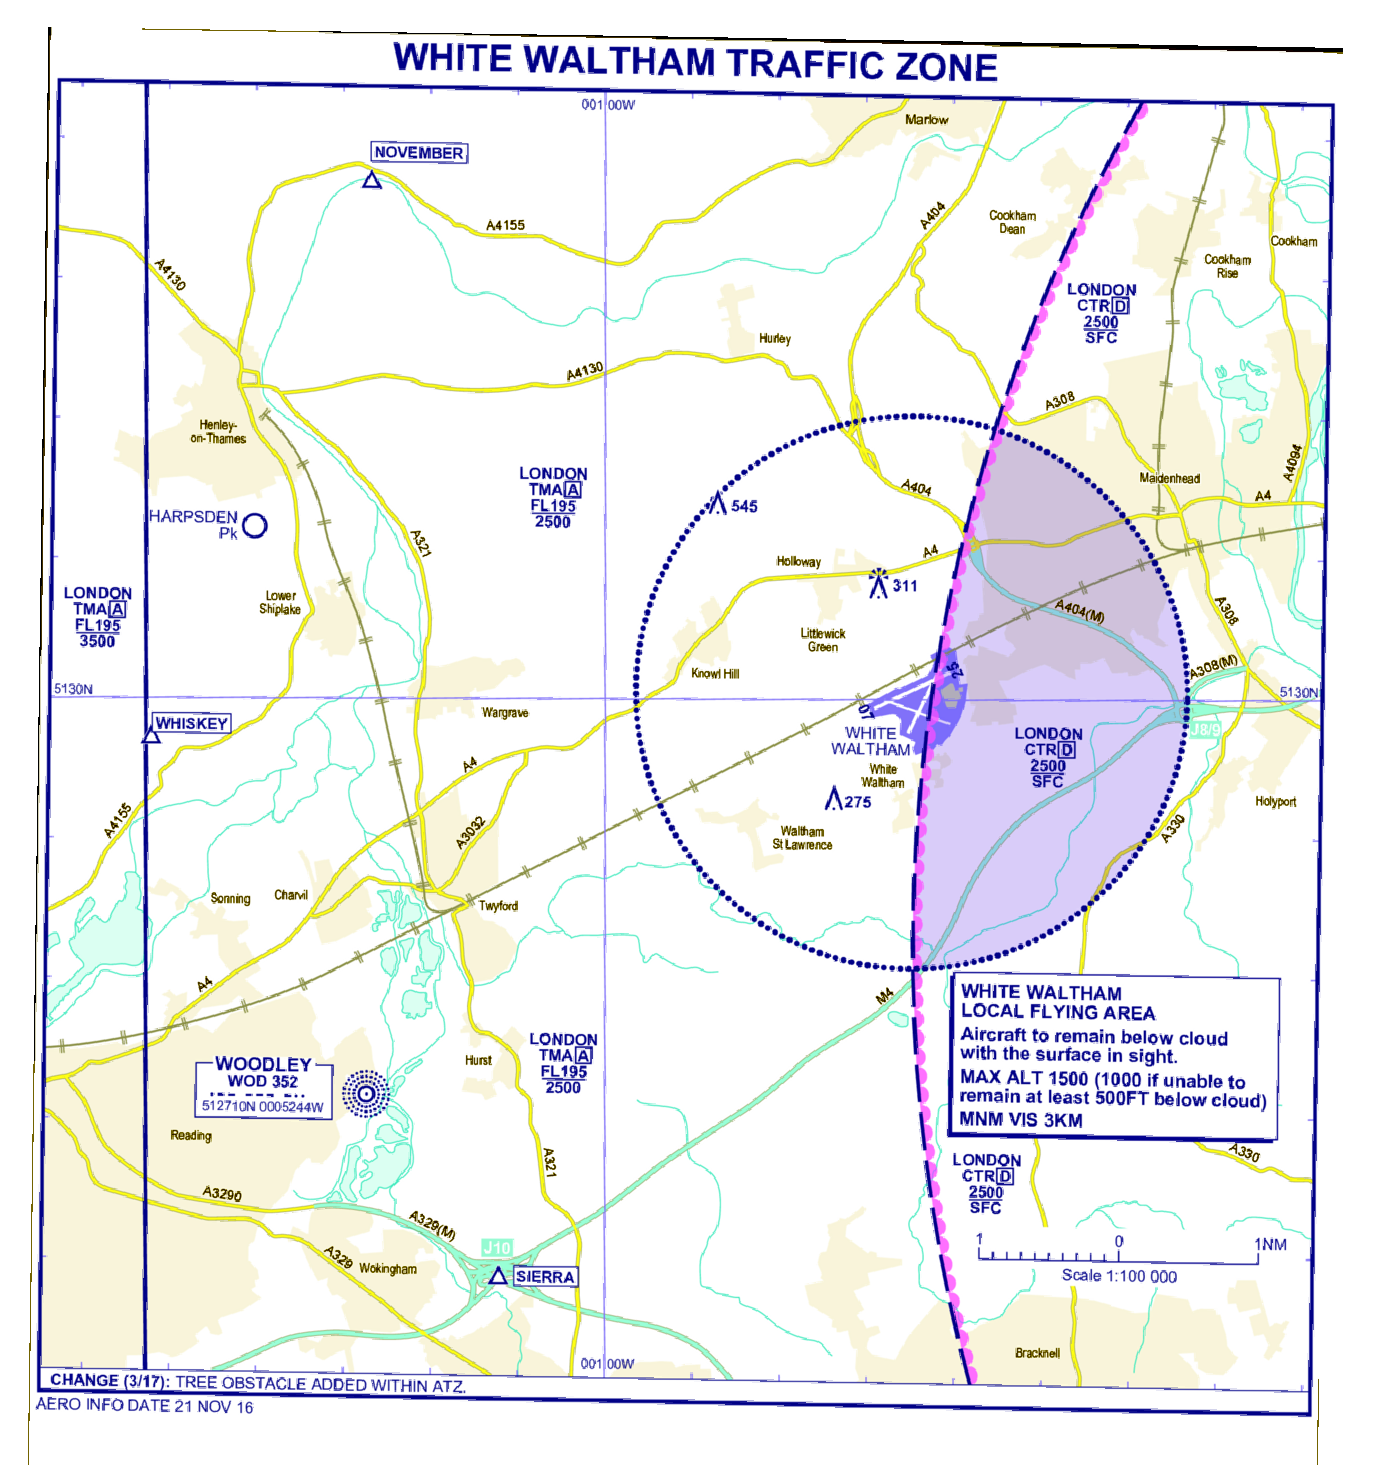 WHITE WALTHAM TRAFFIC ZONE
001 00W
Marlow
NOVEMBER
A4155
A404
Cookham
Dean
Cookham
Cookham
Rise
A4130
LONDON
CTR D
2500
SFC
Hurley
A4130
A308
Henley-
on-Thames
LONDON
TMA A
FL195
2500
A404
Maidenhead
A4094
A4
HARPSDEN
Pk
545
A321
Holloway
A4
311
LONDON
TMA A
FL195
3500
Lower
Shiplake
A404(M)
A308
Littlewick
Green
Knowl Hill
25
A308(M)
5130N
5130N
WHISKEY
Wargrave
07
WHITE
WALTHAM
LONDON
CTR D
2500
SFC
J8/9
A4
White
Waltham
275
Holyport
A4155
A3032
Waltham
St Lawrence
A330
Sonning
Charvil
Twyford
A4
M4
WHITE WALTHAM
LOCAL FLYING AREA
Aircraft to remain below cloud
with the surface in sight.
MAX ALT 1500 (1000 if unable to
remain at least 500FT below cloud)
MNM VIS 3KM
LONDON
TMA A
FL195
2500
Hurst
WOODLEY
WOD 352
512710N 0005244W
Reading
A330
A321
LONDON
CTR D
2500
SFC
A3290
A329(M)
J10
1 0 1NM
Scale 1:100 000
A329
Wokingham
SIERRA
Bracknell
001 00W
CHANGE (3/17): TREE OBSTACLE ADDED WITHIN ATZ.
AERO INFO DATE 21 NOV 16